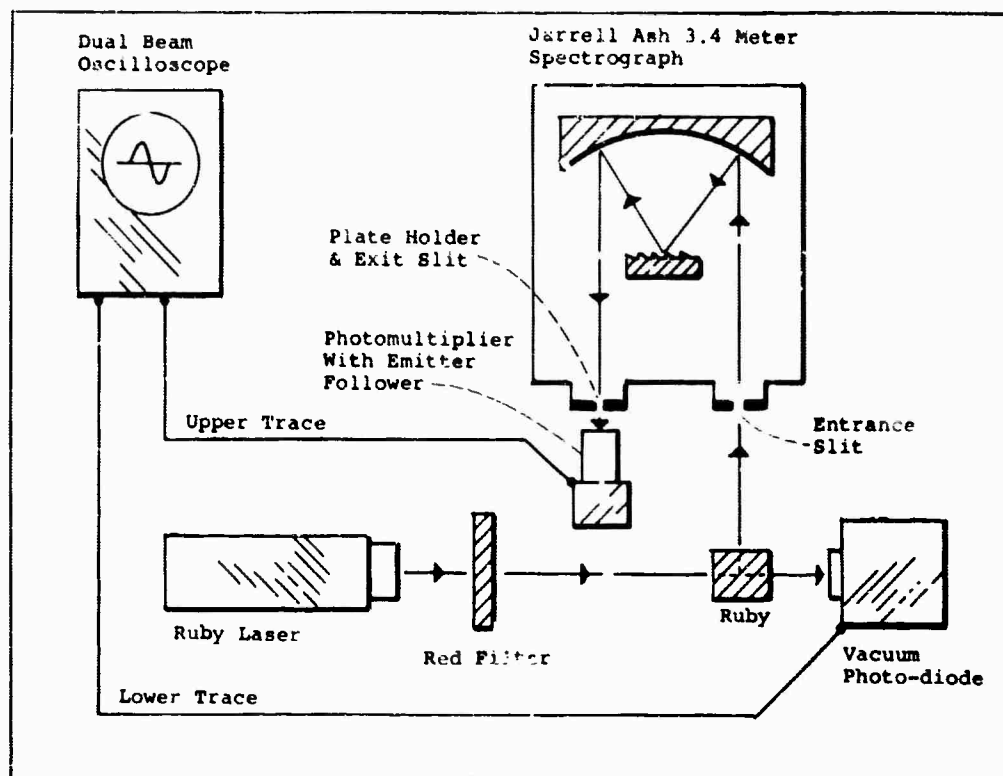 Dual Beam
Oscilloscope
Jarrell Ash 3.4 Meter
Spectrograph
Plate Holder
& Exit Slit
Photomultiplier
With Emitter
Follower
Upper Trace
Entrance
Slit
Ruby Laser
Red Filter
Ruby
Vacuum
Photo-diode
Lower Trace